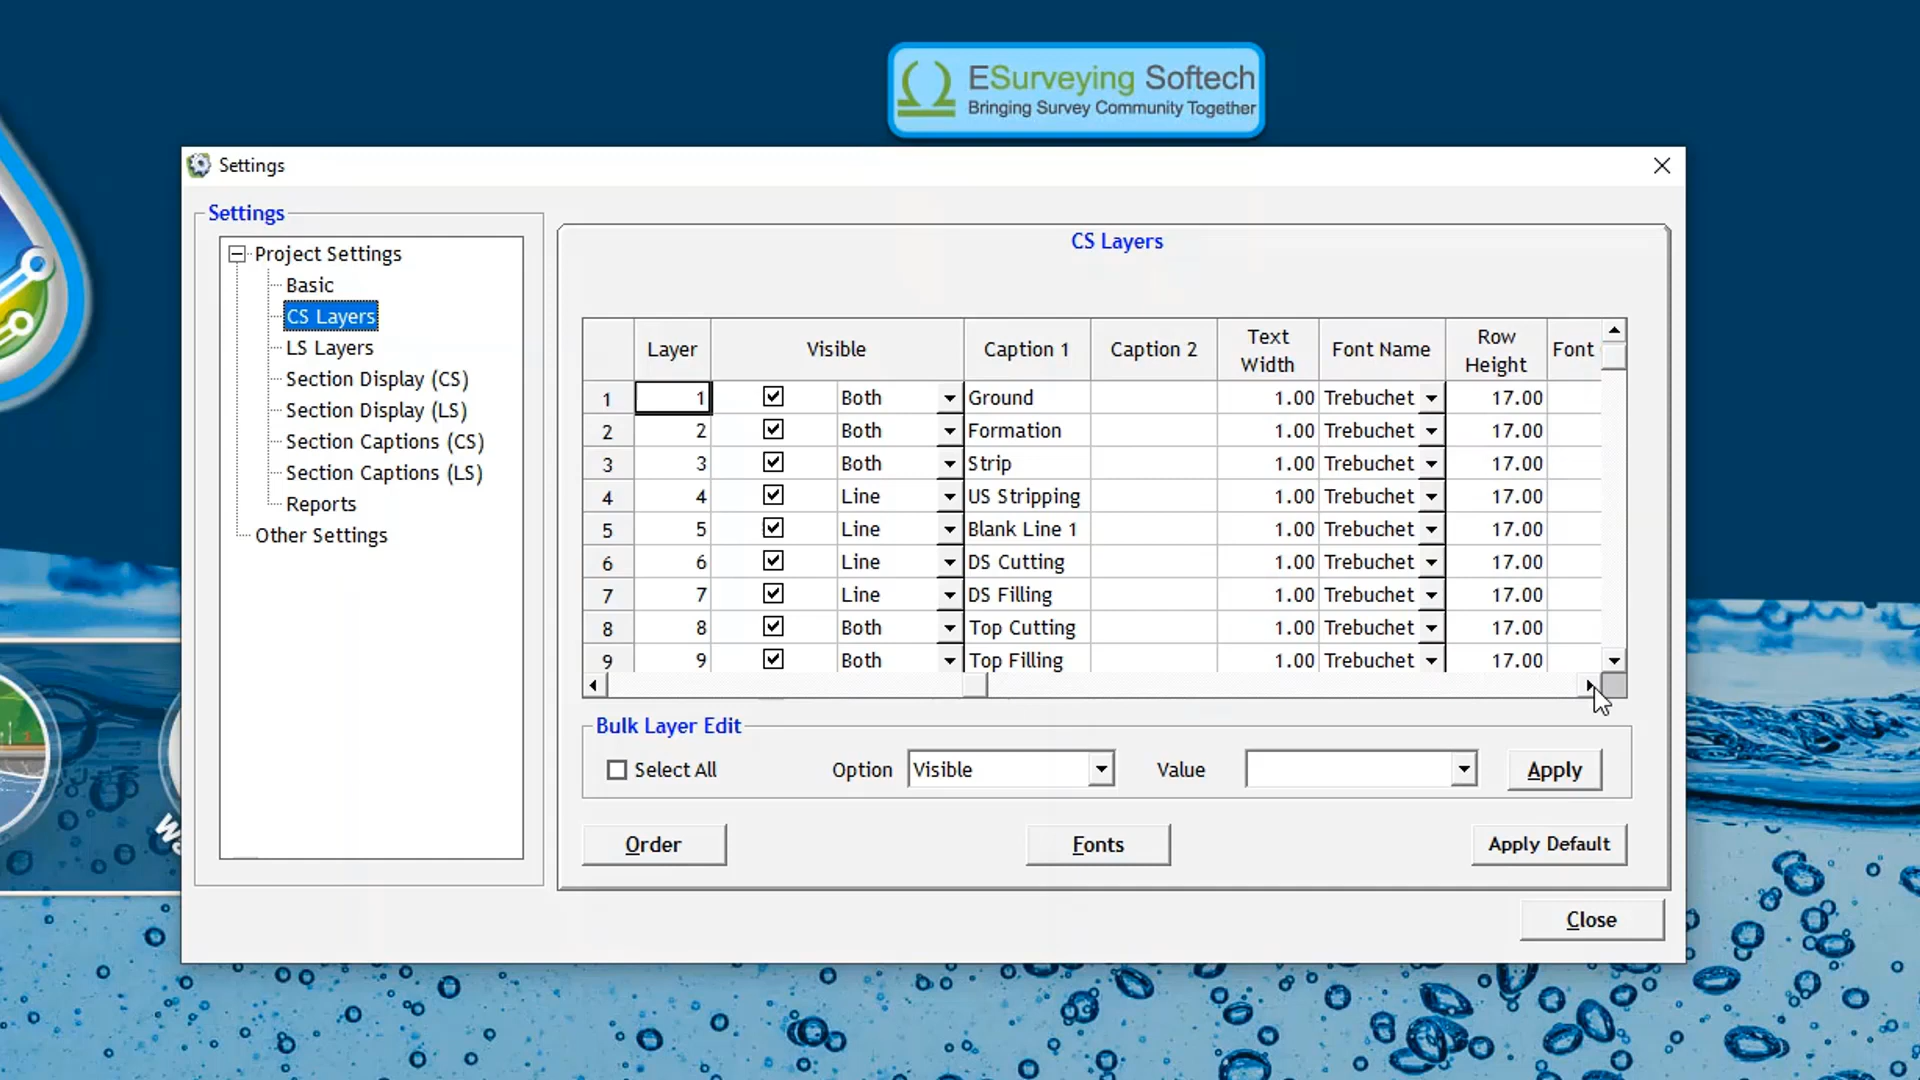 ESurveying Softech
Bringing Survey Community Together
Settings
Settings
Project Settings
Basic
CS Layers
LS Layers
Section Display (CS)
Section Display (LS)
Section Captions (CS)
Section Captions (LS)
Reports
Other Settings
CS Layers
Layer Visible Caption 1 Caption 2 Text Width Font Name Row Height Font
1 1 Both Ground 1.00 Trebuchet 17.00
2 2 Both Formation 1.00 Trebuchet 17.00
3 3 Both Strip 1.00 Trebuchet 17.00
4 4 Line US Stripping 1.00 Trebuchet 17.00
5 5 Line Blank Line 1 1.00 Trebuchet 17.00
6 6 Line DS Cutting 1.00 Trebuchet 17.00
7 7 Line DS Filling 1.00 Trebuchet 17.00
8 8 Both Top Cutting 1.00 Trebuchet 17.00
9 9 Both Top Filling 1.00 Trebuchet 17.00
Bulk Layer Edit
Select All Option Visible Value Apply
Order Fonts Apply Default
Close